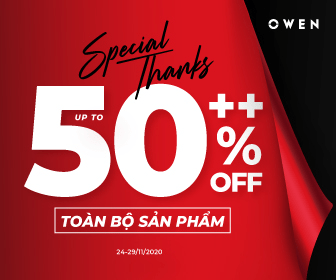 OWEN
Special
Thanks
UP TO
50++
%
OFF
TOÀN BỘ SẢN PHẨM
24-29/11/2020